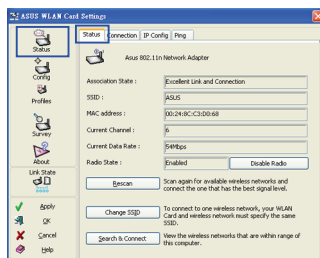 ASUS WLAN Card Settings
Status
Config
Profiles
Survey
About
Link State
Apply
OK
Cancel
Help
Status Connection IP Config Ping
Asus 802.11n Network Adapter
Association State : Excellent Link and Connection
SSID : ASUS
MAC address : 00:24:8C:C3:D0:68
Current Channel : 6
Current Data Rate : 54Mbps
Radio State : Enabled Disable Radio
Rescan Scan again for available wireless networks and
connect the one that has the best signal level.
Change SSID To connect to one wireless network, your WLAN
Card and wireless network must specify the same
SSID.
Search & Connect View the wireless networks that are within range of
this computer.